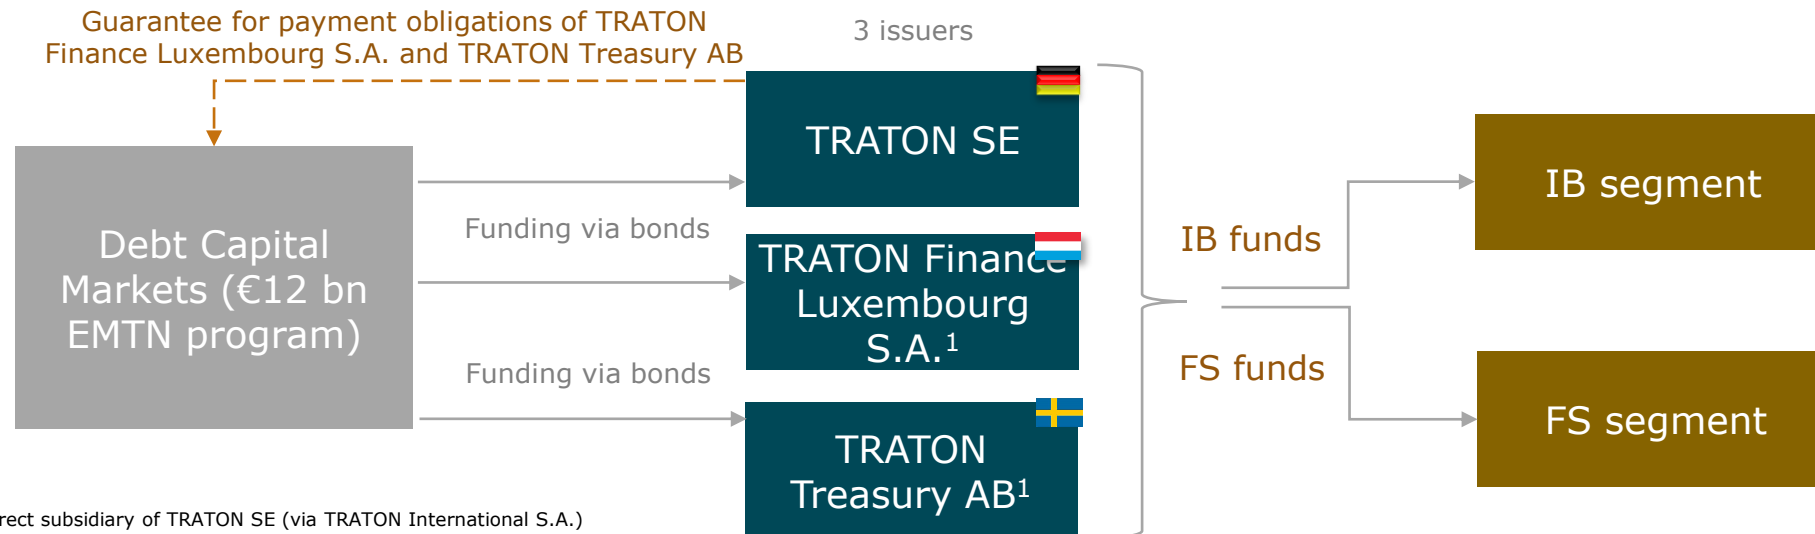 Guarantee for payment obligations of TRATON
Finance Luxembourg S.A. and TRATON Treasury AB
3 issuers
Debt Capital
Markets (€12 bn
EMTN program)
Funding via bonds
Funding via bonds
TRATON SE
TRATON Finance
Luxembourg
S.A.¹
TRATON
Treasury AB¹
IB funds
FS funds
IB segment
FS segment
subsidiary of TRATON SE (via TRATON International S.A.)